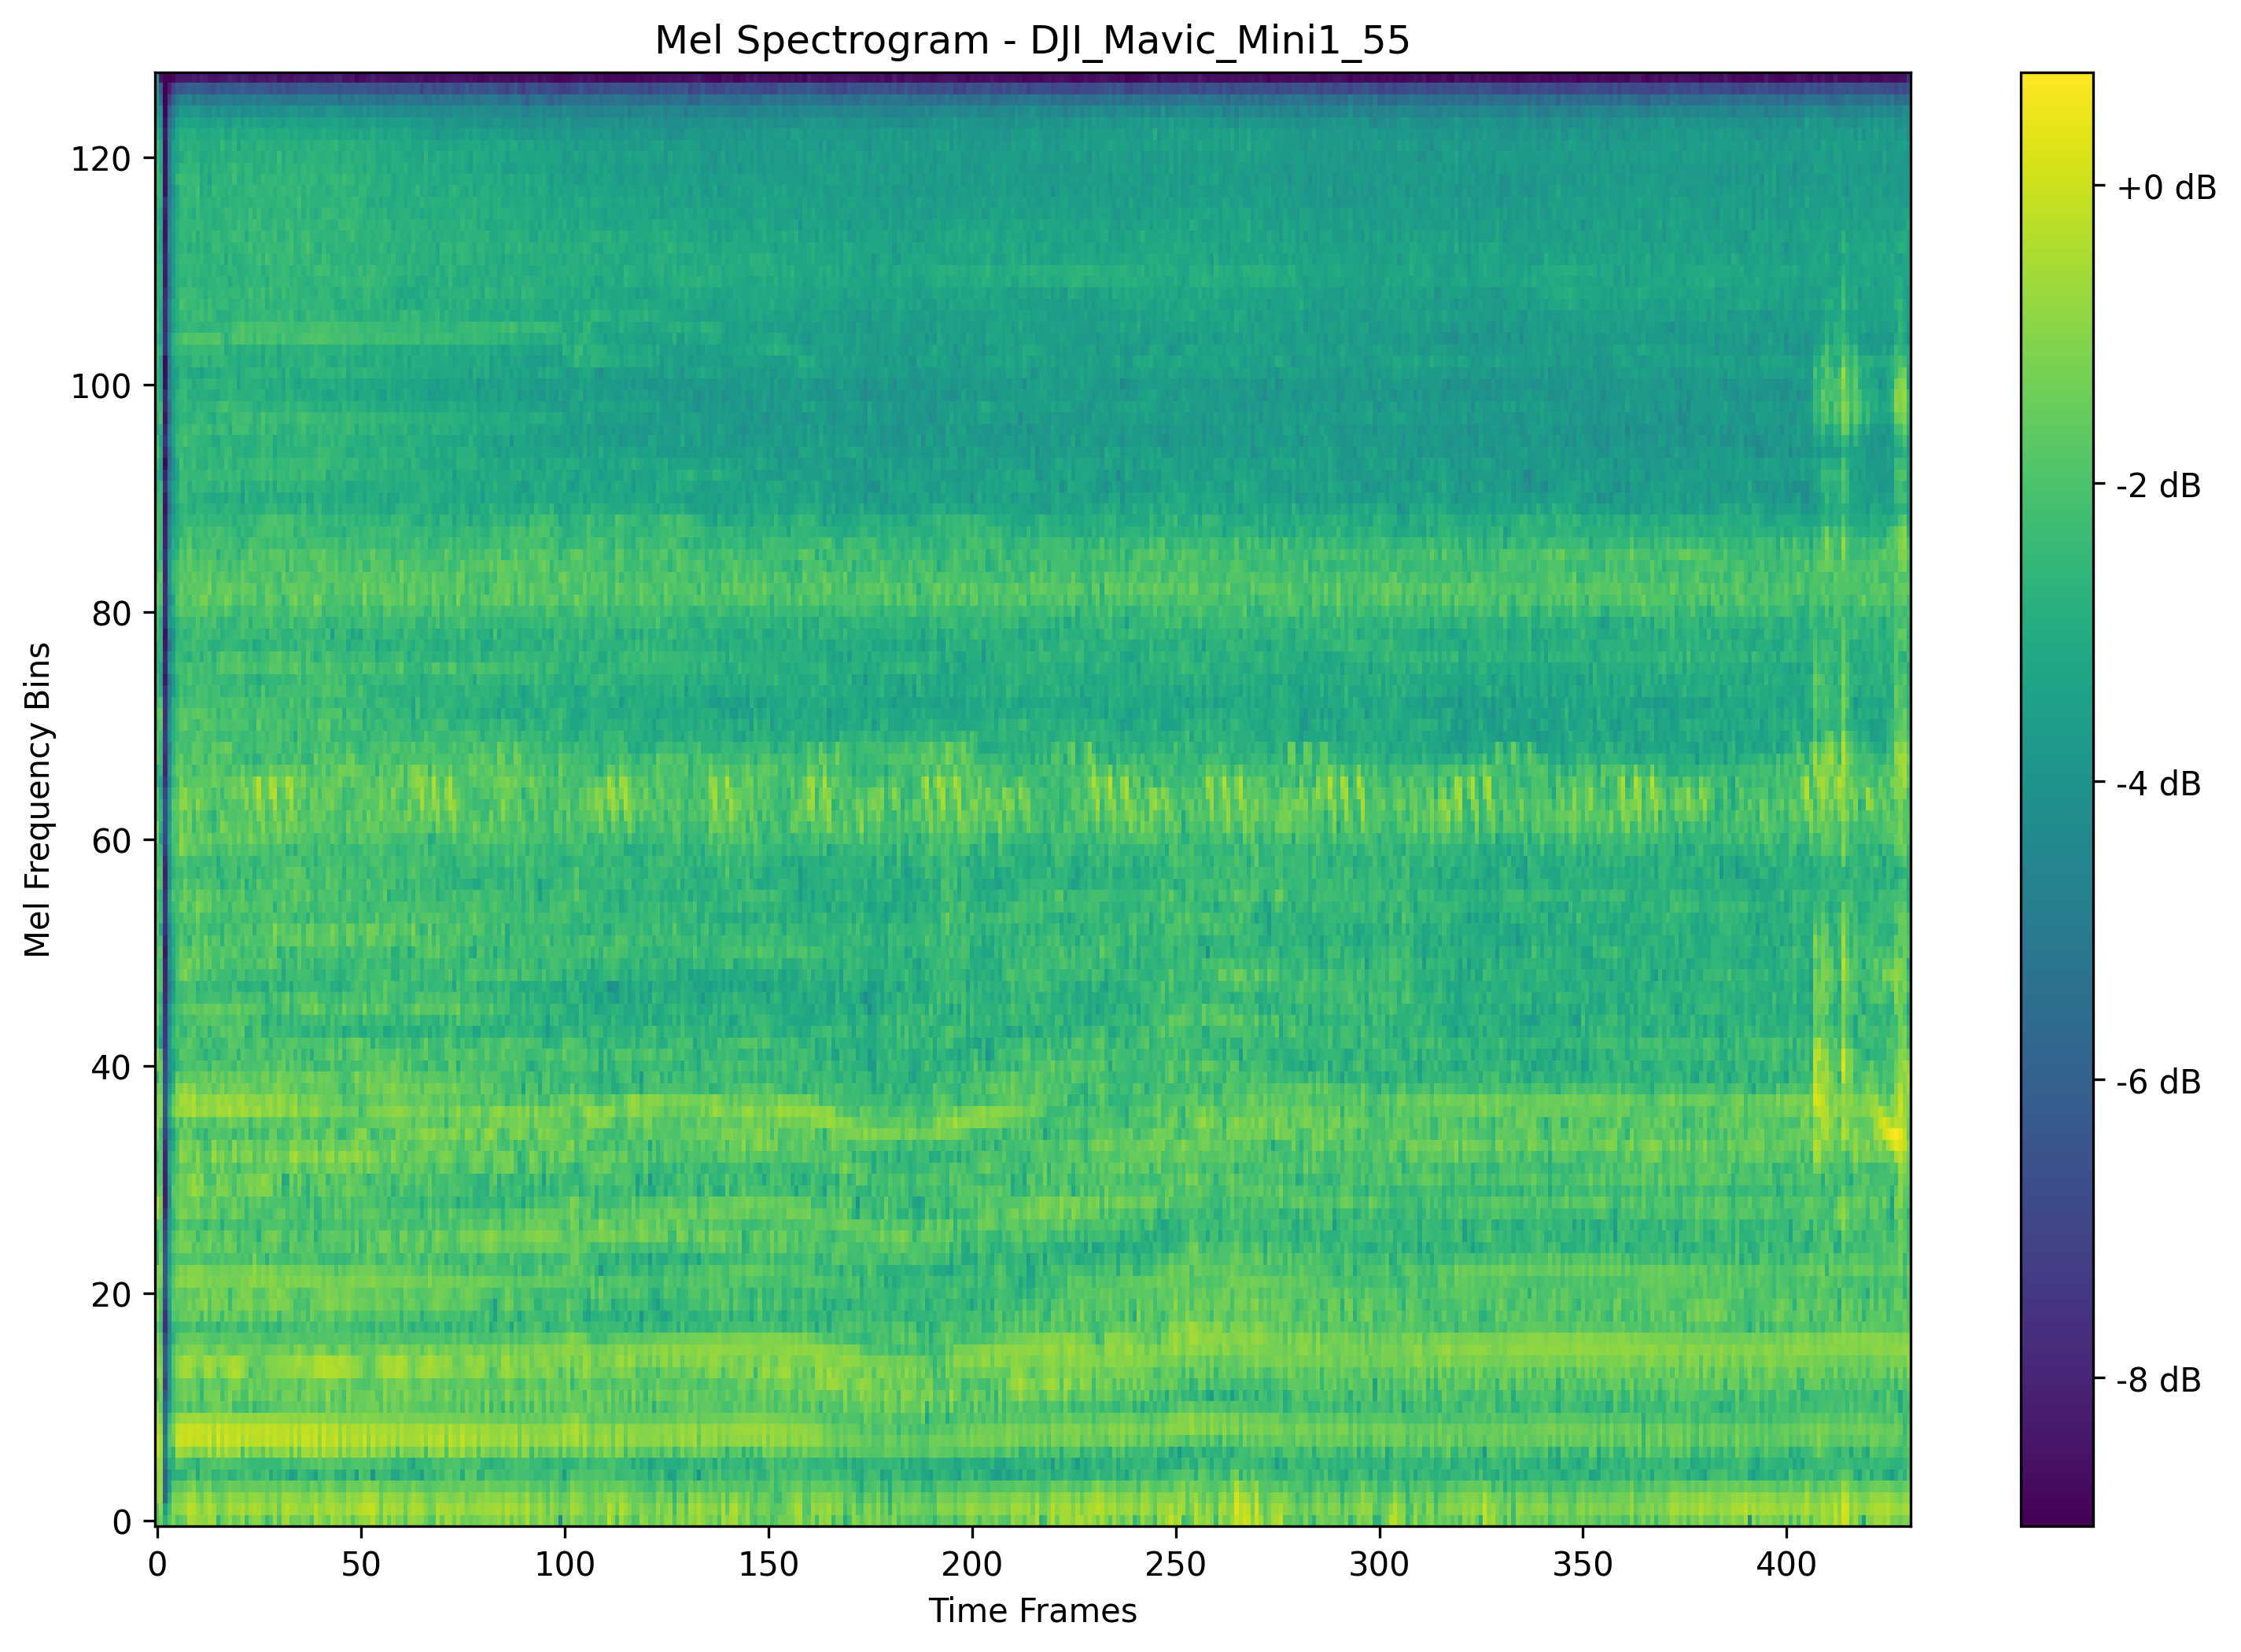 Mel Spectrogram - DJI_Mavic_Mini1_55
Mel Frequency Bins
120
100
80
60
40
20
0
0 50 100 150 200 250 300 350 400
Time Frames
+0 dB
-2 dB
-4 dB
-6 dB
-8 dB